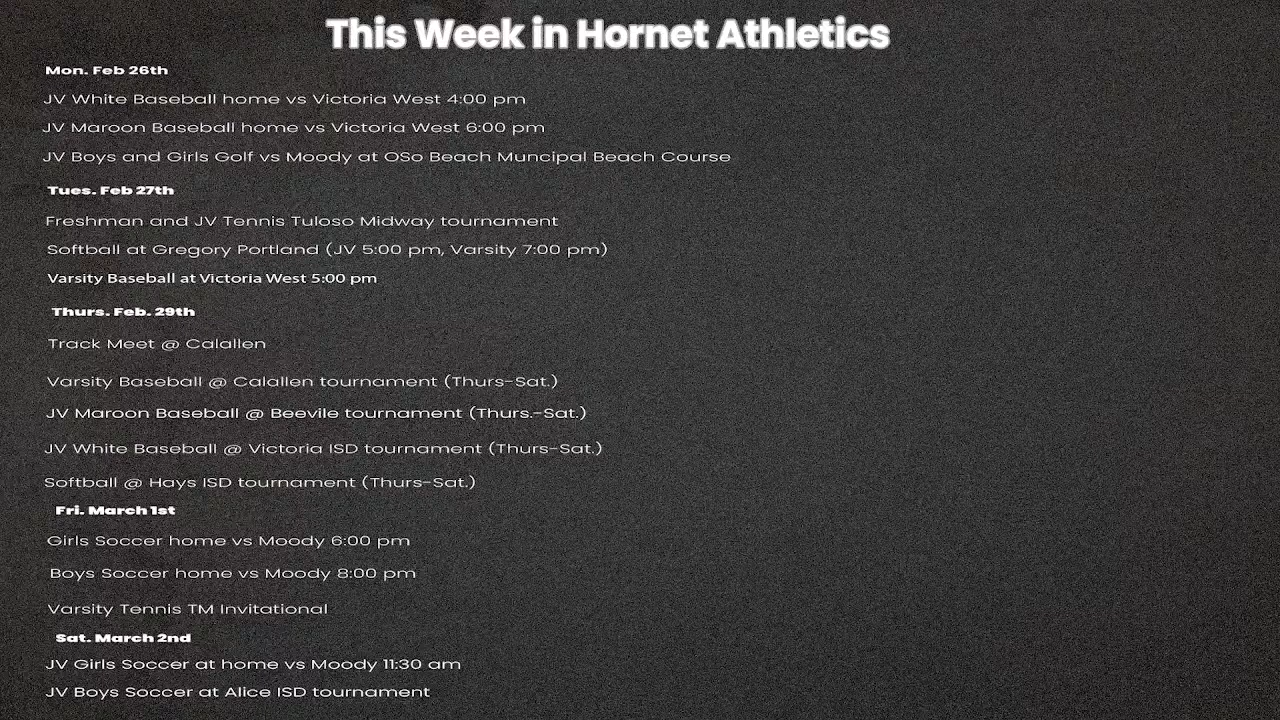 This Week in Hornet Athletics
Mon. Feb 26th
JV White Baseball home vs Victoria West 4:00 pm
JV Maroon Baseball home vs Victoria West 6:00 pm
JV Boys and Girls Golf vs Moody at OSo Beach Muncipal Beach Course
Tues. Feb 27th
Freshman and JV Tennis Tuloso Midway tournament
Softball at Gregory Portland (JV 5:00 pm, Varsity 7:00 pm)
Varsity Baseball at Victoria West 5:00 pm
Thurs. Feb. 29th
Track Meet @ Calallen
Varsity Baseball @ Calallen tournament (Thurs-Sat.)
JV Maroon Baseball @ Beevile tournament (Thurs.-Sat.)
JV White Baseball @ Victoria ISD tournament (Thurs-Sat.)
Softball @ Hays ISD tournament (Thurs-Sat.)
Fri. March 1st
Girls Soccer home vs Moody 6:00 pm
Boys Soccer home vs Moody 8:00 pm
Varsity Tennis TM Invitational
Sat. March 2nd
JV Girls Soccer at home vs Moody 11:30 am
JV Boys Soccer at Alice ISD tournament